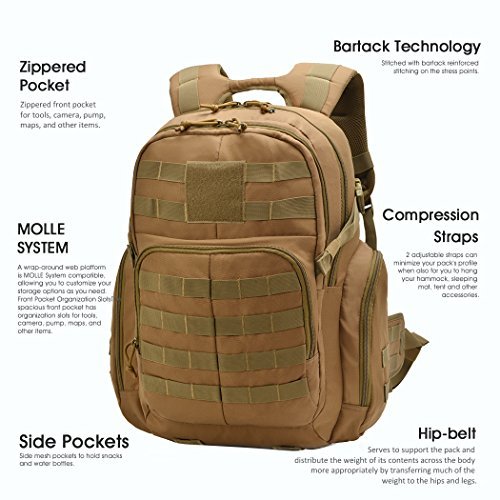 Zippered
Pocket
Zippered front pocket
for tools, camera, pump,
maps, and other items.
Bartack Technology
Stitched with bartack reinforced
stitching on the stress points.
MOLLE
SYSTEM
A wrap-around web platform
is MOLLE System compatible,
allowing you to customize your
storage options as you need.
Front Pocket Organization Slots!
spacious front pocket has
organization slots for tools,
camera, pump, maps, and
other items.
Compression
Straps
2 adjustable straps can
minimize your pack's profile
when also for you to hang
your hammock, sleeping
mat, tent and other
accessories.
Side Pockets
Side mesh pockets to hold snacks
and water bottles.
Hip-belt
Serves to support the pack and
distribute the weight of its contents across the body
more appropriately by transferring much of the
weight to the hips and legs.